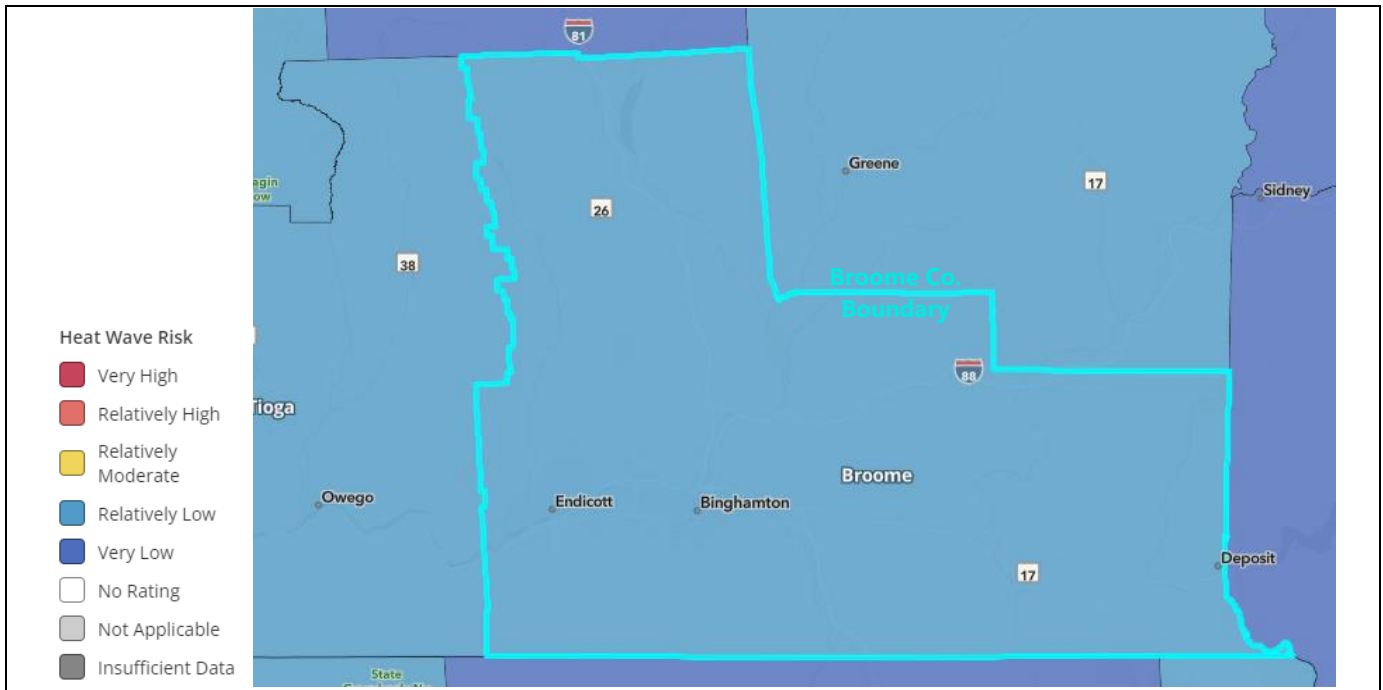 Heat Wave Risk
Very High
Relatively High
Relatively
Moderate
Relatively Low
Very Low
No Rating
Not Applicable
Insufficient Data
81
Greene
17
Sidney
26
38
Broome Co.
Boundary
88
Tioga
Broome
Owego
Endicott
Binghamton
Deposit
17
State